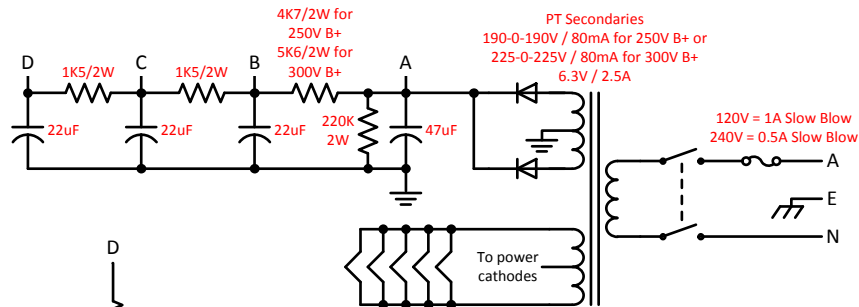 4K7/2W for
250V B+
5K6/2W for
300V B+
PT Secondaries
190-0-190V / 80mA for 250V B+ or
225-0-225V / 80mA for 300V B+
6.3V / 2.5A
D
1K5/2W
C
1K5/2W
B
A
22uF
22uF
22uF
220K
2W
47uF
120V = 1A Slow Blow
240V = 0.5A Slow Blow
A
E
N
D
To power
cathodes